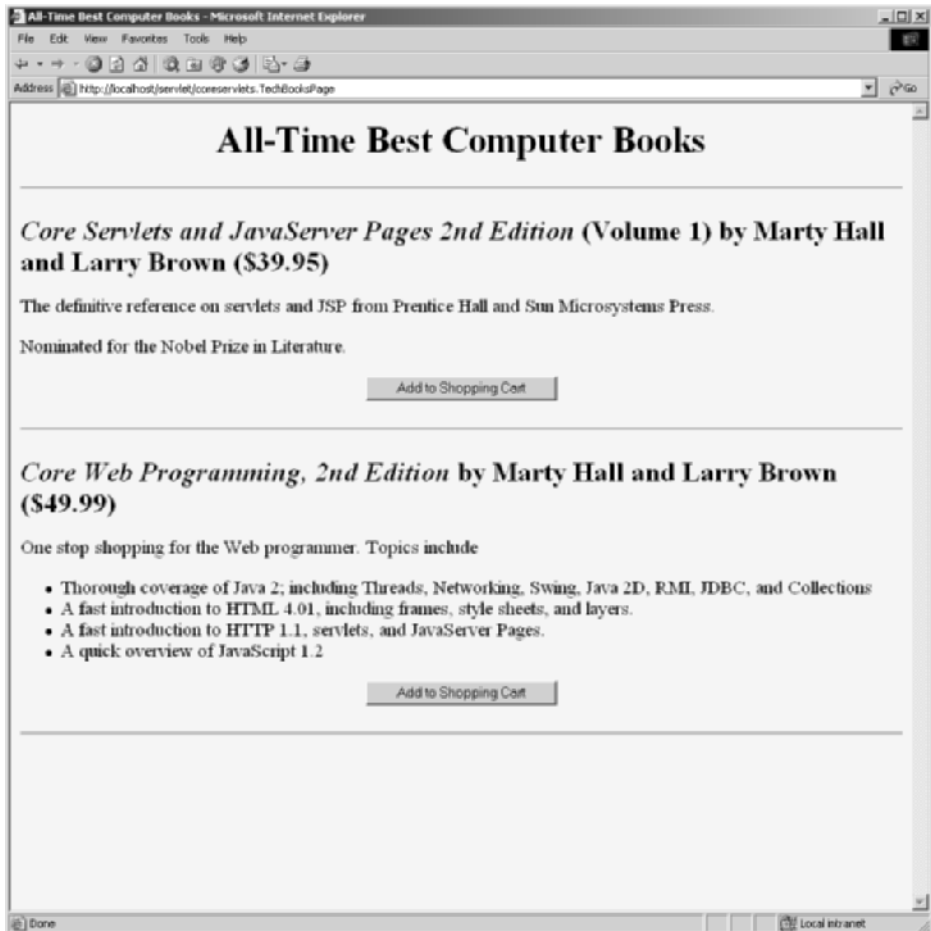 All-Time Best Computer Books - Microsoft Internet Explorer
File Edit View Favorites Tools Help
Address http://localhost/servlet/coreservlets.TechBooksPage Go
All-Time Best Computer Books
Core Servlets and JavaServer Pages 2nd Edition (Volume 1) by Marty Hall
and Larry Brown ($39.95)
The definitive reference on servlets and JSP from Prentice Hall and Sun Microsystems Press.
Nominated for the Nobel Prize in Literature.
Add to Shopping Cart
Core Web Programming, 2nd Edition by Marty Hall and Larry Brown
($49.99)
One stop shopping for the Web programmer. Topics include
• Thorough coverage of Java 2; including Threads, Networking, Swing, Java 2D, RMI, JDBC, and Collections
• A fast introduction to HTML 4.01, including frames, style sheets, and layers.
• A fast introduction to HTTP 1.1, servlets, and JavaServer Pages.
• A quick overview of JavaScript 1.2
Add to Shopping Cart
Done Local intranet